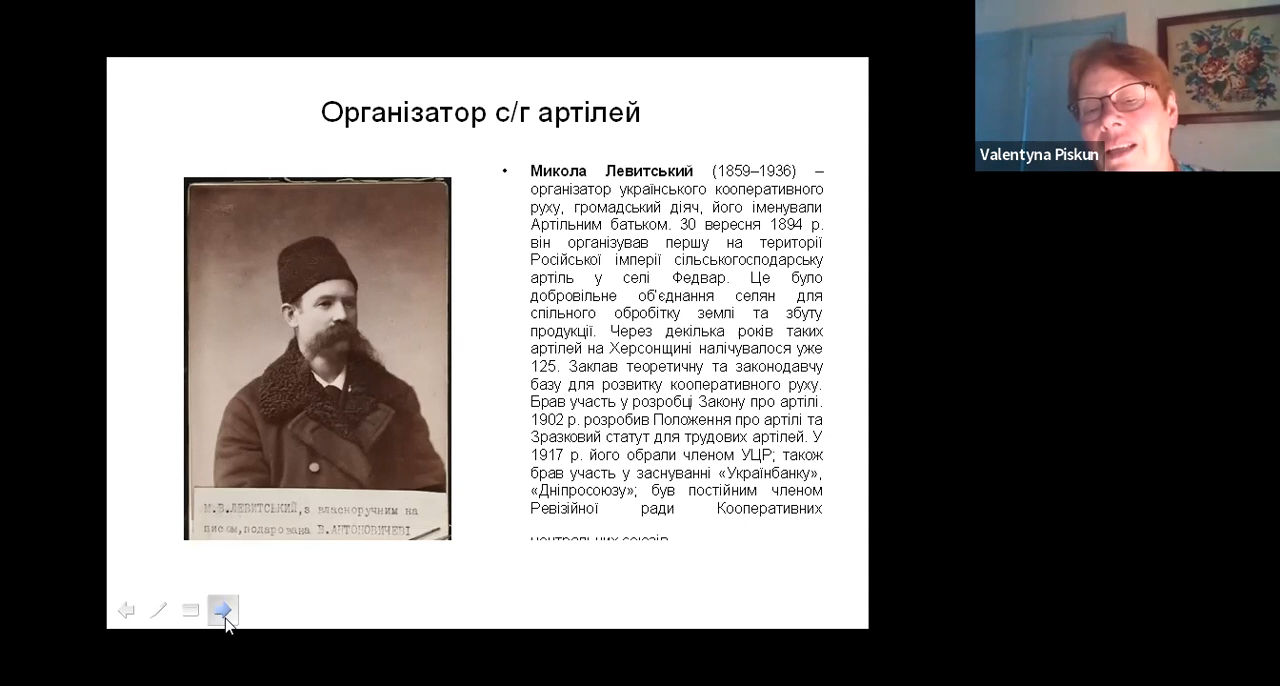 Організатор с/г артілей
• Микола Левитський (1859–1936) –
організатор українського кооперативного
руху, громадський діяч, його іменували
Артільним батьком. 30 вересня 1894 р.
він організував першу на території
Російської імперії сільськогосподарську
артіль у селі Федвар. Це було
добровільне об'єднання селян для
спільного обробітку землі та збуту
продукції. Через декілька років таких
артілей на Херсонщині налічувалося уже
125. Заклав теоретичну та законодавчу
базу для розвитку кооперативного руху.
Брав участь у розробці Закону про артілі.
1902 р. розробив Положення про артілі та
Зразковий статут для трудових артілей. У
1917 р. його обрали членом УЦР; також
брав участь у заснуванні «Українбанку»,
«Дніпросоюзу»; був постійним членом
Ревізійної ради Кооперативних
центральних союзів
М.В.ЛЕВИТСЬКИЙ,з власноручним на
писом,подарована В.АНТОНОВИЧЕВІ
Valentyna Piskun